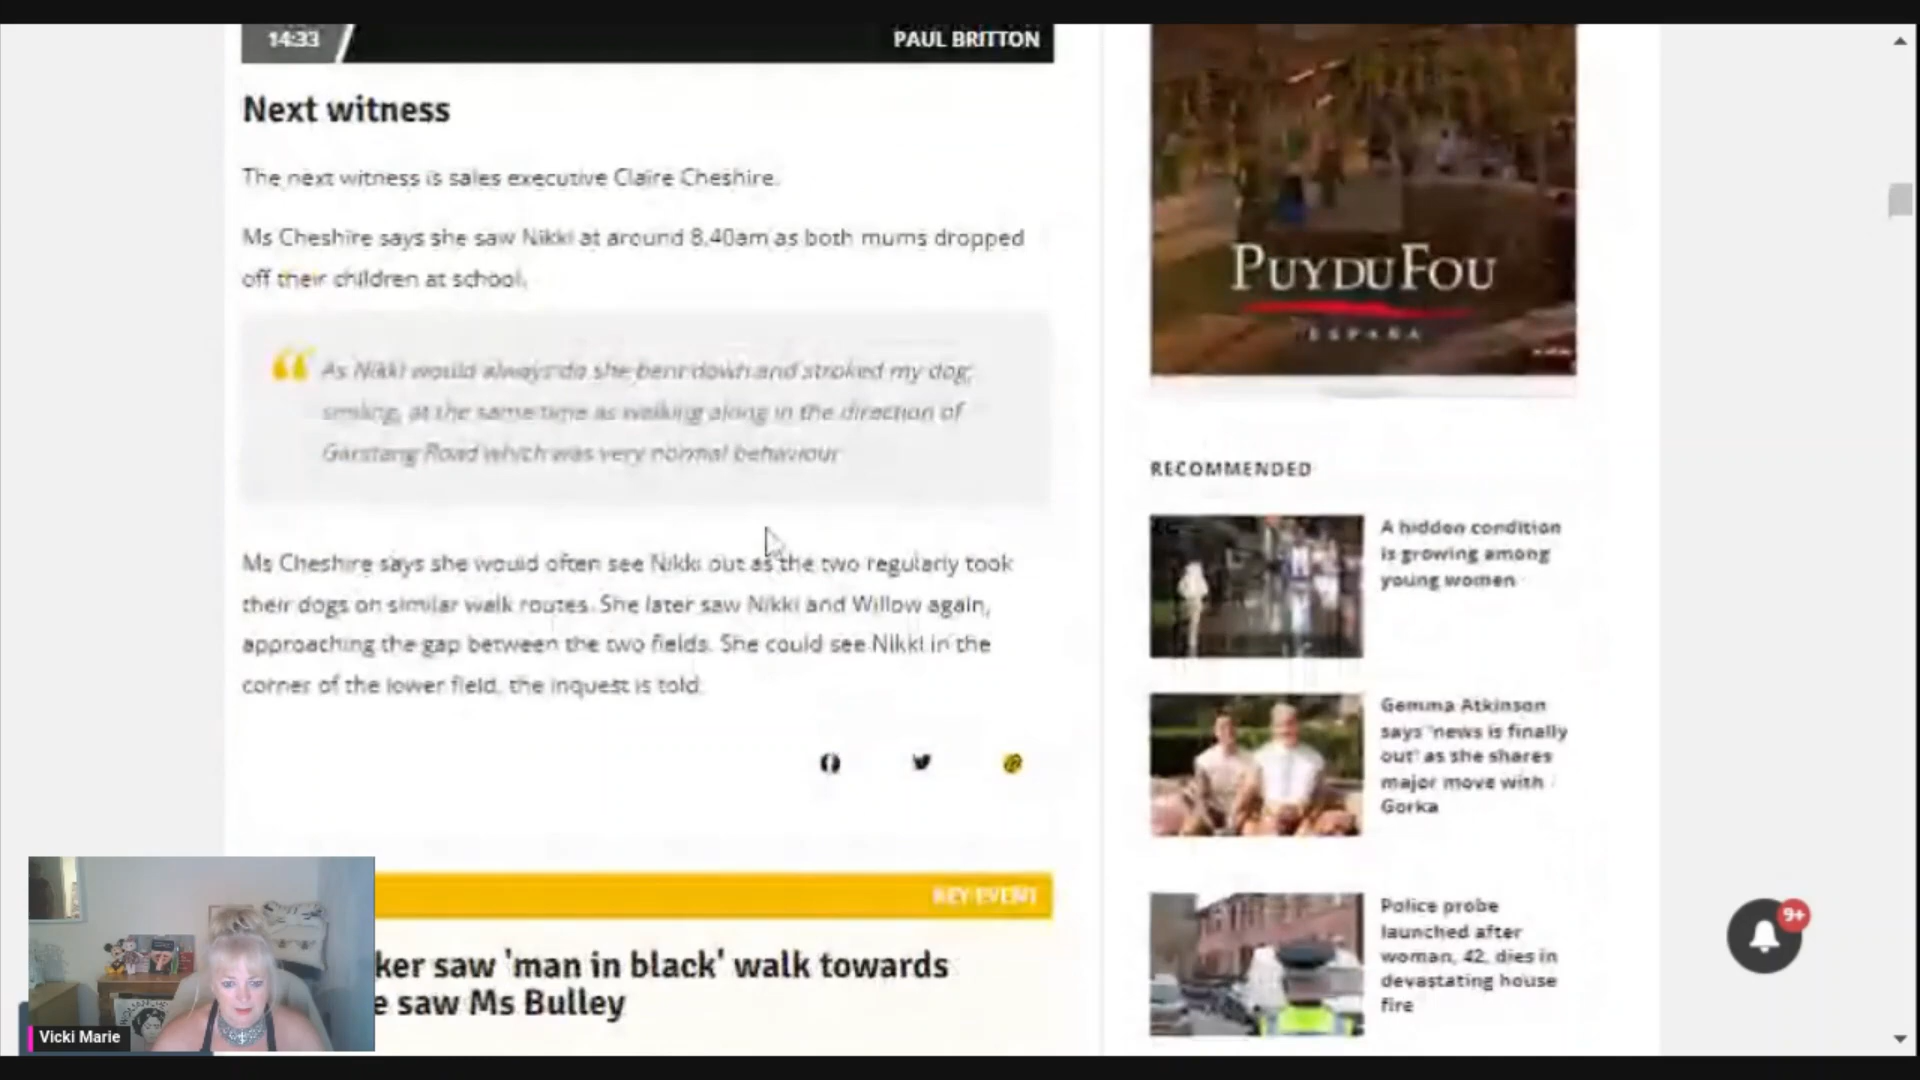 14:33
PAUL BRITTON
Next witness
The next witness is sales executive Claire Cheshire.
Ms Cheshire says she saw Nikki at around 8.40am as both mums dropped
off their children at school.
As Nikki would always do she bent down and stroked my dog,
smiling, at the same time as walking along in the direction of
Garstang Road which was very normal behaviour
Ms Cheshire says she would often see Nikki out as the two regularly took
their dogs on similar walk routes. She later saw Nikki and Willow again,
approaching the gap between the two fields. She could see Nikki in the
corner of the lower field, the inquest is told.
KEY EVENT
ker saw 'man in black' walk towards
e saw Ms Bulley
Vicki Marie
PUY DU FOU
ESPAÑA
RECOMMENDED
A hidden condition
is growing among
young women
Gemma Atkinson
says 'news is finally
out' as she shares
major move with
Gorka
Police probe
launched after
woman, 42, dies in
devastating house
fire
9+